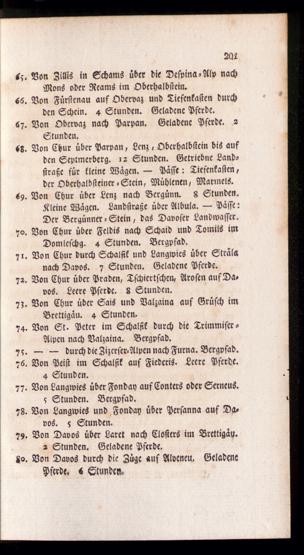 201
65. Von Zillis in Schams über die Despina-Alp nach
Mons oder Reams im Oberhalbstein.
66. Von Fürstenau auf Obervaz und Tiefenkasten durch
den Schein. 4 Stunden. Geladene Pferde.
67. Von Obervaz nach Parpan. Geladene Pferde. 2
Stunden.
68. Von Chur über Parpan, Lenz, Oberhalbstein bis auf
den Septmerberg. 12 Stunden. Getriebne Land-
straße für kleine Wägen. — Pässe: Tiefenkasten,
der Oberhalbsteiner-Stein, Mühlenen, Marmels.
69. Von Chur über Lenz nach Bergünn. 8 Stunden.
Kleine Wägen. Landstraße über Albula. — Pässe:
Der Bergünner-Stein, das Davoser Landwasser.
70. Von Chur über Feldis nach Schaid und Tomils im
Domleschg. 4 Stunden. Bergpfad.
71. Von Chur durch Schalfik und Langwies über Sträla
nach Davos. 7 Stunden. Geladene Pferde.
72. Von Chur über Praden, Tschiertschen, Arosen auf Da-
vos. Leere Pferde. 8 Stunden.
73. Von Chur über Sais und Valzaina auf Grüsch im
Brettigäu. 4 Stunden.
74. Von St. Peter im Schalfik durch die Trimmiser-
Alpen nach Valzaina. Bergpfad.
75. — — durch die Zizerser-Alpen nach Furna. Bergpfad.
76. Von Peist im Schalfik auf Fiederis. Leere Pferde.
4 Stunden.
77. Von Langwies über Fonday auf Conters oder Serneus.
5 Stunden. Bergpfad.
78. Von Langwies und Fonday über Persanna auf Da-
vos. 5 Stunden.
79. Von Davos über Laret nach Closters im Brettigäu.
2 Stunden. Geladene Pferde.
80. Von Davos durch die Züge auf Alveneu. Geladene
Pferde. 6 Stunden.